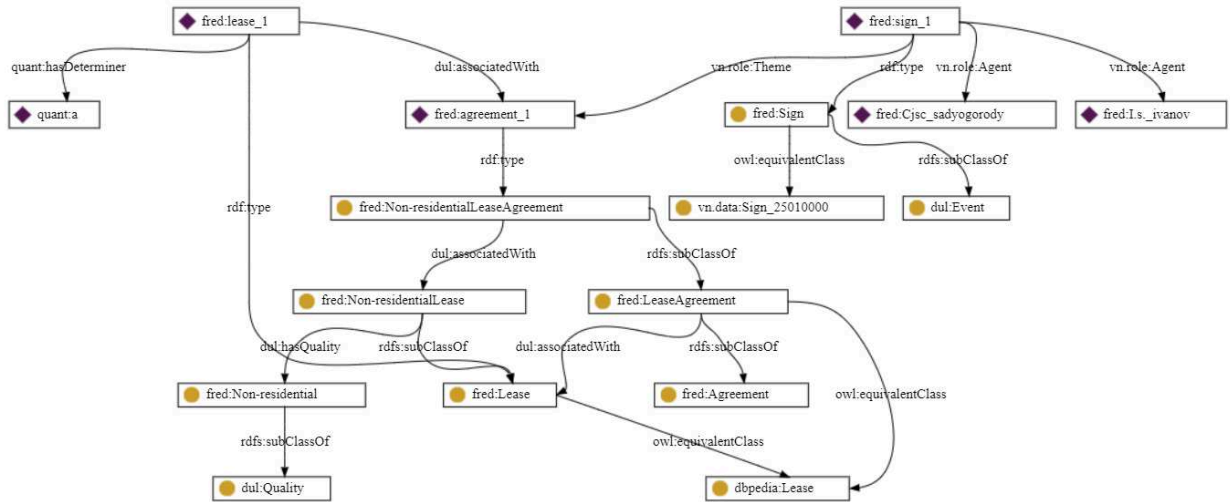 fred:lease_1
fred:sign_1
quant:hasDeterminer
dul:associatedWith
vn.role:Theme
rdf:type
vn.role:Agent
vn.role:Agent
quant:a
fred:agreement_1
fred:Sign
fred:Cjsc_sadyogorody
fred:I.s._ivanov
rdf:type
owl:equivalentClass
rdfs:subClassOf
rdf:type
fred:Non-residentialLeaseAgreement
vn.data:Sign_25010000
dul:Event
dul:associatedWith
rdfs:subClassOf
fred:Non-residentialLease
fred:LeaseAgreement
dul:hasQuality
rdfs:subClassOf
dul:associatedWith
rdfs:subClassOf
fred:Non-residential
fred:Lease
fred:Agreement
owl:equivalentClass
rdfs:subClassOf
owl:equivalentClass
dul:Quality
dbpedia:Lease